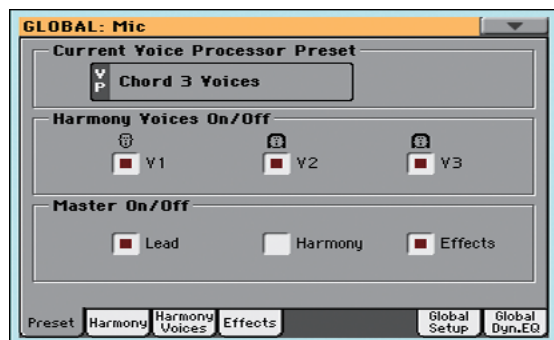 GLOBAL: Mic
Current Voice Processor Preset
VP Chord 3 Voices
Harmony Voices On/Off
V1 V2 V3
Master On/Off
Lead Harmony Effects
Preset Harmony Harmony Voices Effects Global Setup Global Dyn.EQ